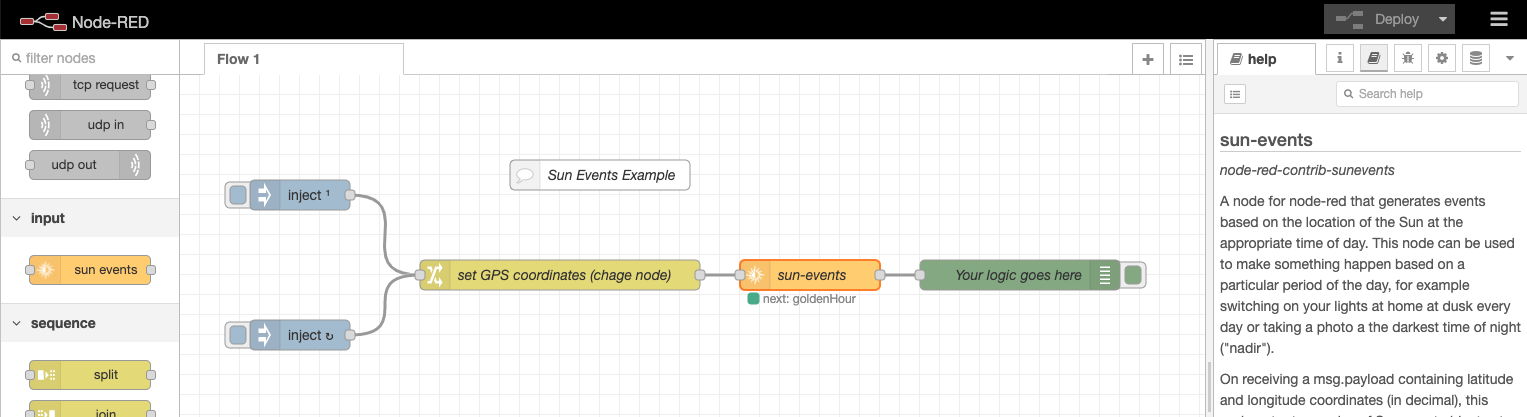 Node-RED
Deploy
filter nodes
tcp request
udp in
udp out
input
sun events
sequence
split
join
Flow 1
Sun Events Example
inject ¹
set GPS coordinates (chage node)
sun-events
Your logic goes here
next: goldenHour
inject ↻
help
Search help
sun-events
node-red-contrib-sunevents
A node for node-red that generates events
based on the location of the Sun at the
appropriate time of day. This node can be used
to make something happen based on a
particular period of the day, for example
switching on your lights at home at dusk every
day or taking a photo a the darkest time of night
("nadir").
On receiving a msg.payload containing latitude
and longitude coordinates (in decimal), this